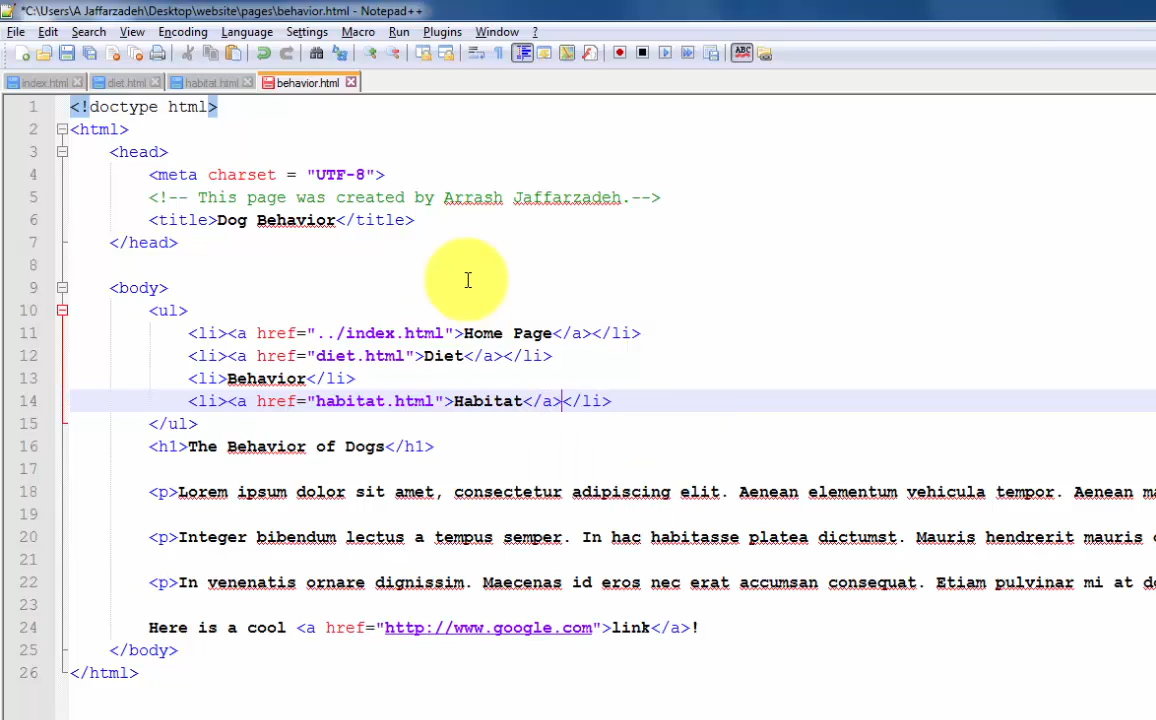 *C:\Users\A Jaffarzadeh\Desktop\website\pages\behavior.html - Notepad++
File Edit Search View Encoding Language Settings Macro Run Plugins Window ?
index.html diet.html habitat.html behavior.html
1 <!doctype html>
2 <html>
3 <head>
4 <meta charset = "UTF-8">
5 <!-- This page was created by Arrash Jaffarzadeh.-->
6 <title>Dog Behavior</title>
7 </head>
8
9 <body>
10 <ul>
11 <li><a href="../index.html">Home Page</a></li>
12 <li><a href="diet.html">Diet</a></li>
13 <li>Behavior</li>
14 <li><a href="habitat.html">Habitat</a></li>
15 </ul>
16 <h1>The Behavior of Dogs</h1>
17
18 <p>Lorem ipsum dolor sit amet, consectetur adipiscing elit. Aenean elementum vehicula tempor. Aenean
19
20 <p>Integer bibendum lectus a tempus semper. In hac habitasse platea dictumst. Mauris hendrerit mauris
21
22 <p>In venenatis ornare dignissim. Maecenas id eros nec erat accumsan consequat. Etiam pulvinar mi at
23
24 Here is a cool <a href="http://www.google.com">link</a>!
25 </body>
26 </html>